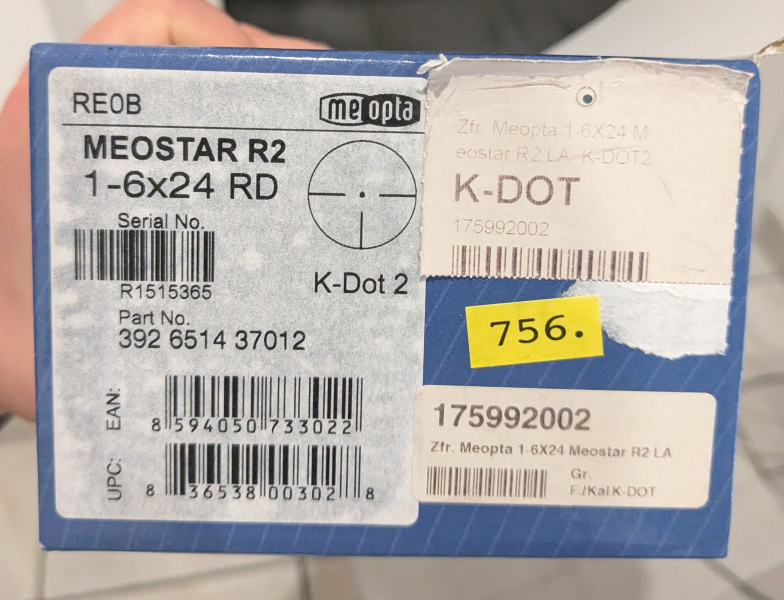 RE0B
meopta
MEOSTAR R2
1-6x24 RD
Serial No.
R1515365
K-Dot 2
Part No.
392 6514 37012
EAN:
8 594050 733022
UPC:
8 36538 00302 8
Zfr. Meopta 1-6X24 M
eostar R2 LA K-DOT2
K-DOT
175992002
756.
175992002
Zfr. Meopta 1-6X24 Meostar R2 LA
Gr.
F./Kal K-DOT